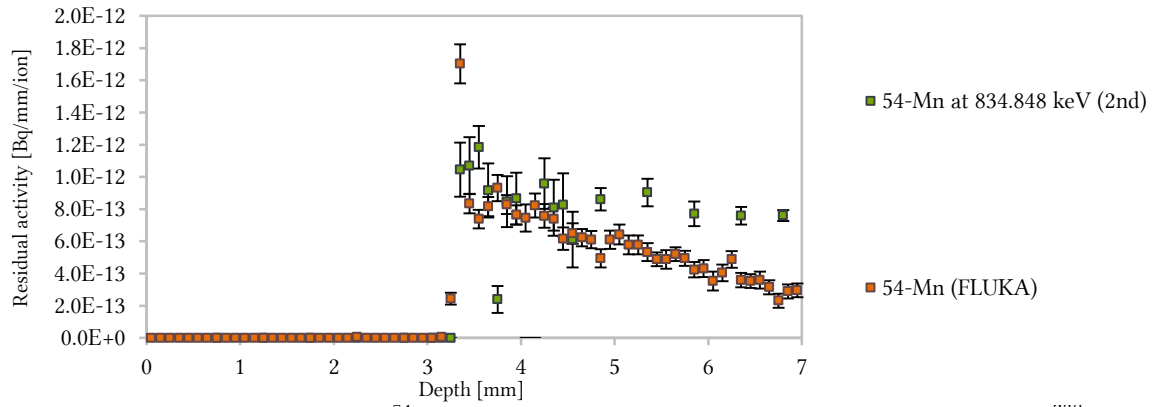 2.0E-12
1.8E-12
1.6E-12
1.4E-12
1.2E-12
1.0E-12
8.0E-13
6.0E-13
4.0E-13
2.0E-13
0.0E+0
Residual activity [Bq/mm/ion]
0 1 2 3 4 5 6 7
Depth [mm]
54-Mn at 834.848 keV (2nd)
54-Mn (FLUKA)